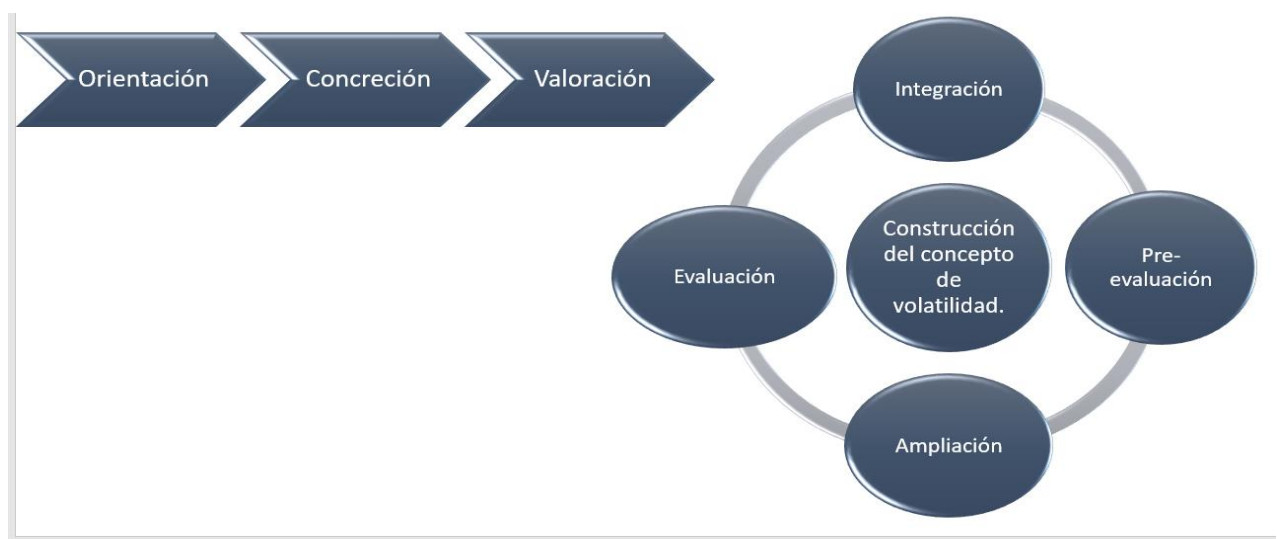 Orientación
Concreción
Valoración
Integración
Construcción
del concepto
de
volatilidad.
Pre-
evaluación
Evaluación
Ampliación